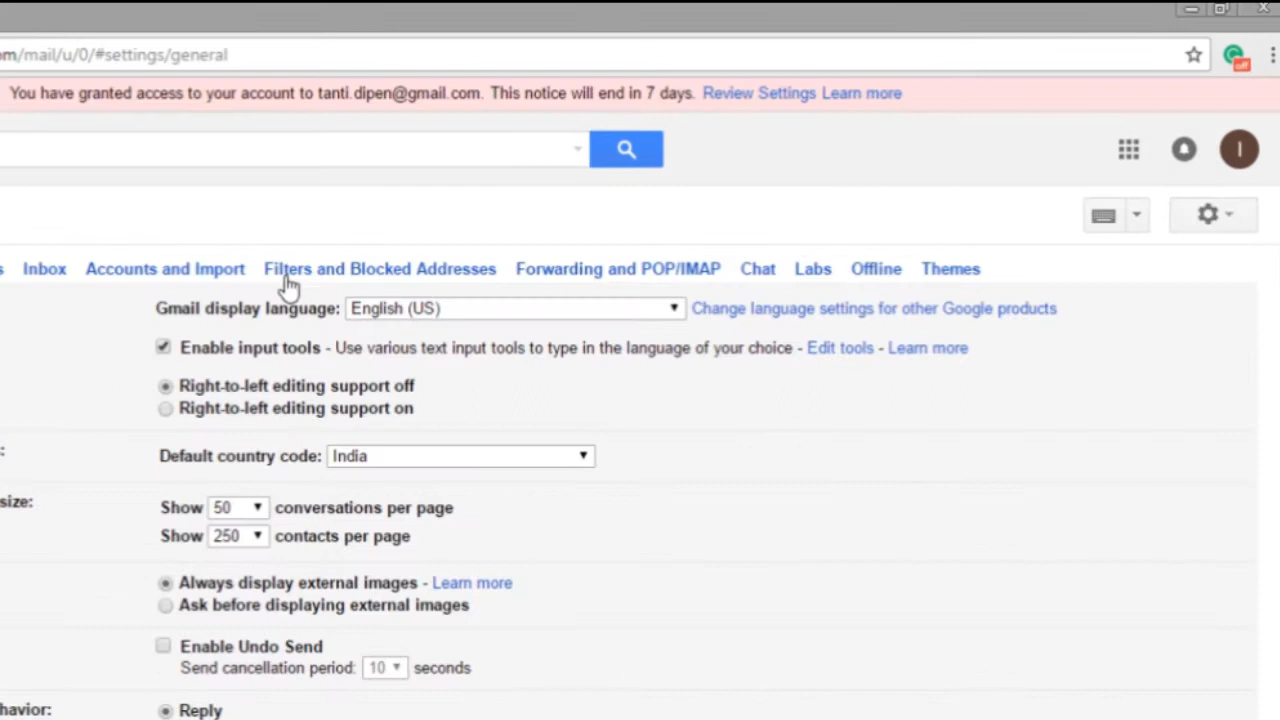 om/mail/u/0/#settings/general
off
You have granted access to your account to tanti.dipen@gmail.com. This notice will end in 7 days. Review Settings Learn more
I
s Inbox Accounts and Import Filters and Blocked Addresses Forwarding and POP/IMAP Chat Labs Offline Themes
Gmail display language: English (US) Change language settings for other Google products
Enable input tools - Use various text input tools to type in the language of your choice - Edit tools - Learn more
Right-to-left editing support off
Right-to-left editing support on
: Default country code: India
size: Show 50 conversations per page
Show 250 contacts per page
Always display external images - Learn more
Ask before displaying external images
Enable Undo Send
Send cancellation period: 10 seconds
havior: Reply